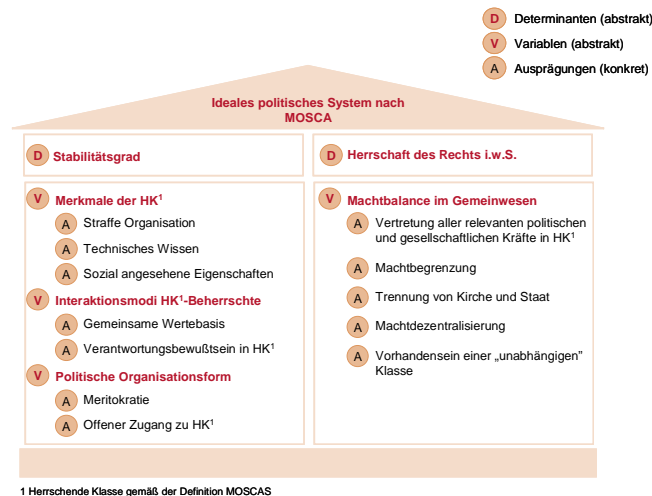 D Determinanten (abstrakt)
V Variablen (abstrakt)
A Ausprägungen (konkret)
Ideales politisches System nach
MOSCA
D Stabilitätsgrad
V Merkmale der HK¹
A Straffe Organisation
A Technisches Wissen
A Sozial angesehene Eigenschaften
V Interaktionsmodi HK¹-Beherrschte
A Gemeinsame Wertebasis
A Verantwortungsbewußtsein in HK¹
V Politische Organisationsform
A Meritokratie
A Offener Zugang zu HK¹
D Herrschaft des Rechts i.w.S.
V Machtbalance im Gemeinwesen
A Vertretung aller relevanten politischen
und gesellschaftlichen Kräfte in HK¹
A Machtbegrenzung
A Trennung von Kirche und Staat
A Machtdezentralisierung
A Vorhandensein einer „unabhängigen”
Klasse
1 Herrschende Klasse gemäß der Definition MOSCAS